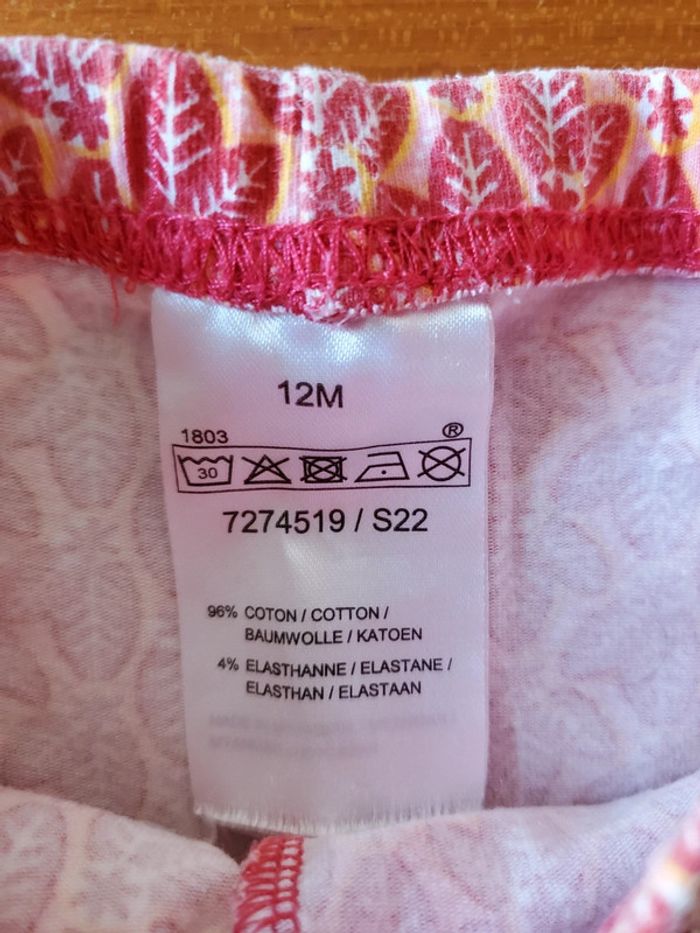 12M
1803 ®
30
7274519 / S22
96% COTON / COTTON /
BAUMWOLLE / KATOEN
4% ELASTHANNE / ELASTANE /
ELASTHAN / ELASTAAN